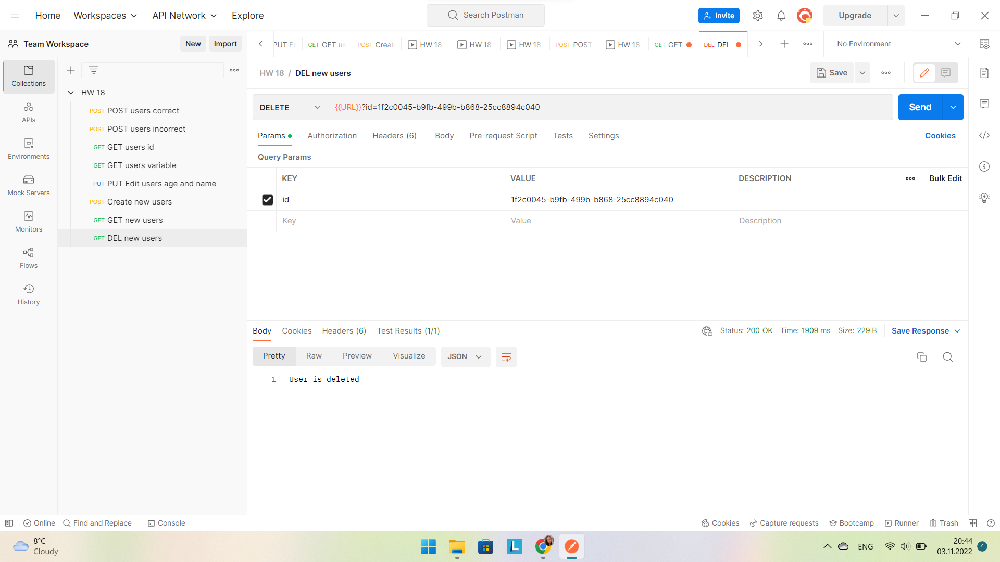 Home
Workspaces
API Network
Explore
Search Postman
Invite
Upgrade
Team Workspace
New
Import
GET GET us
POST Creat
HW 18
HW 18
HW 18
POST POST
HW 18
GET GET
DEL DEL
No Environment
Collections
APIs
Environments
Mock Servers
Monitors
Flows
History
HW 18
POST POST users correct
POST POST users incorrect
GET GET users id
GET GET users variable
PUT PUT Edit users age and name
POST Create new users
GET GET new users
GET DEL new users
HW 18 / DEL new users
Save
DELETE
{{URL}}?id=1f2c0045-b9fb-499b-b868-25cc8894c040
Send
Params
Authorization
Headers (6)
Body
Pre-request Script
Tests
Settings
Cookies
Query Params
KEY
VALUE
DESCRIPTION
Bulk Edit
id
1f2c0045-b9fb-499b-b868-25cc8894c040
Key
Value
Description
Body
Cookies
Headers (6)
Test Results (1/1)
Status: 200 OK
Time: 1909 ms
Size: 229 B
Save Response
Pretty
Raw
Preview
Visualize
JSON
1
User is deleted
Online
Find and Replace
Console
Cookies
Capture requests
Bootcamp
Runner
Trash
8°C
Cloudy
L
ENG
20:44
03.11.2022
4